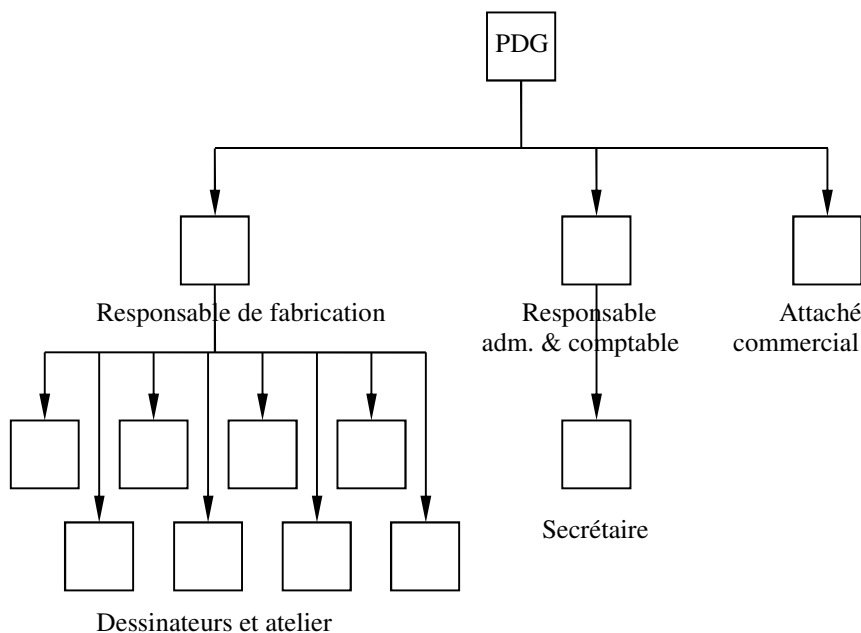 PDG
Responsable de fabrication
Responsable
adm. & comptable
Attaché
commercial
Secrétaire
Dessinateurs et atelier